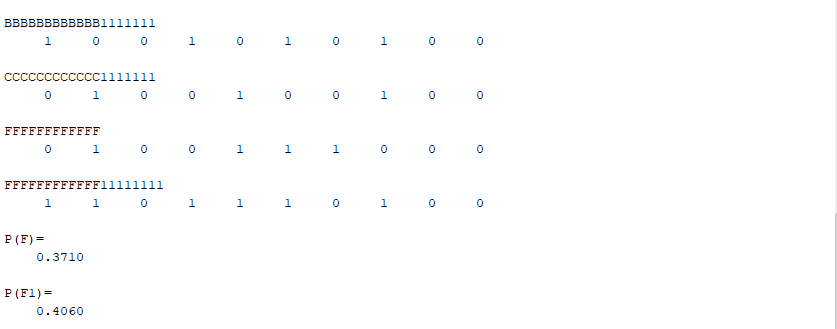 BBBBBBBBBBBB1111111
1 0 0 1 0 1 0 1 0 0
CCCCCCCCCCCC1111111
0 1 0 0 1 0 0 1 0 0
FFFFFFFFFFFF
0 1 0 0 1 1 1 0 0 0
FFFFFFFFFFFF11111111
1 1 0 1 1 1 0 1 0 0
P(F)=
0.3710
P(F1)=
0.4060